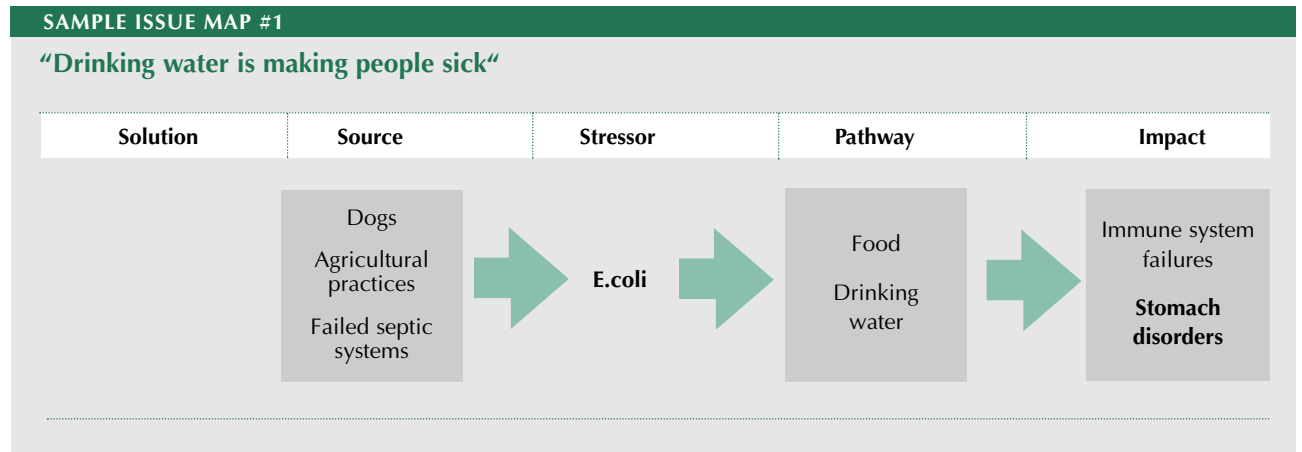 SAMPLE ISSUE MAP #1
“Drinking water is making people sick“
Solution
Source
Stressor
Pathway
Impact
Dogs
Agricultural
practices
Failed septic
systems
E.coli
Food
Drinking
water
Immune system
failures
Stomach
disorders